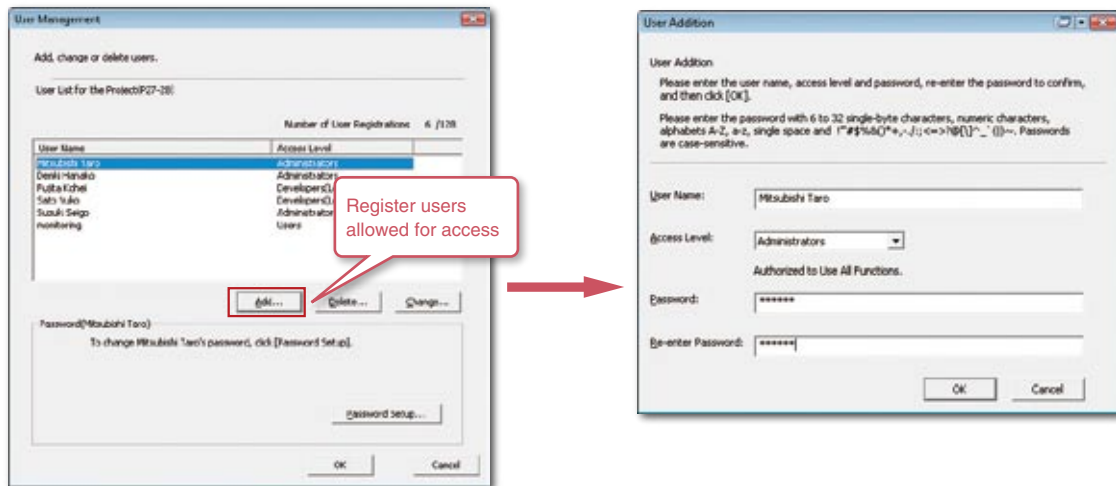 User Management
Add, change or delete users.
User List for the Project(P27-28)
Number of User Registrations 6 /128
User Name Access Level
Mitsubishi Taro Administrators
Denki Hanako Administrators
Fujita Kohei Developers(L
Sato Yuko Developers(L
Suzuki Seigo Administrator
monitoring Users
Register users
allowed for access
Add... Delete... Change...
Password(Mitsubishi Taro)
To change Mitsubishi Taro's password, click [Password Setup].
Password Setup...
OK Cancel
User Addition
User Addition
Please enter the user name, access level and password, re-enter the password to confirm,
and then click [OK].
Please enter the password with 6 to 32 single-byte characters, numeric characters,
alphabets A-Z, a-z, single space and !"#$%&()*+,-./:;<=>?@[\]^_`{|}~. Passwords
are case-sensitive.
User Name: Mitsubishi Taro
Access Level: Administrators
Authorized to Use All Functions.
Password: ******
Re-enter Password: ******
OK Cancel